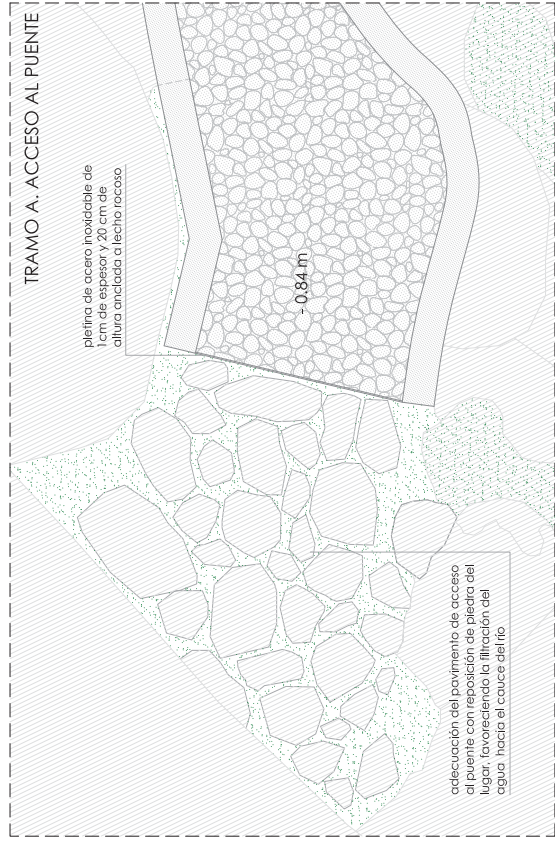 TRAMO A. ACCESO AL PUENTE
pletina de acero inoxidable de
1cm de espesor y 20 cm de
altura anclada a lecho rocoso
- 0.84 m
adecuación del pavimento de acceso
al puente con reposición de piedra del
lugar, favoreciendo la filtración del
agua hacia el cauce del río